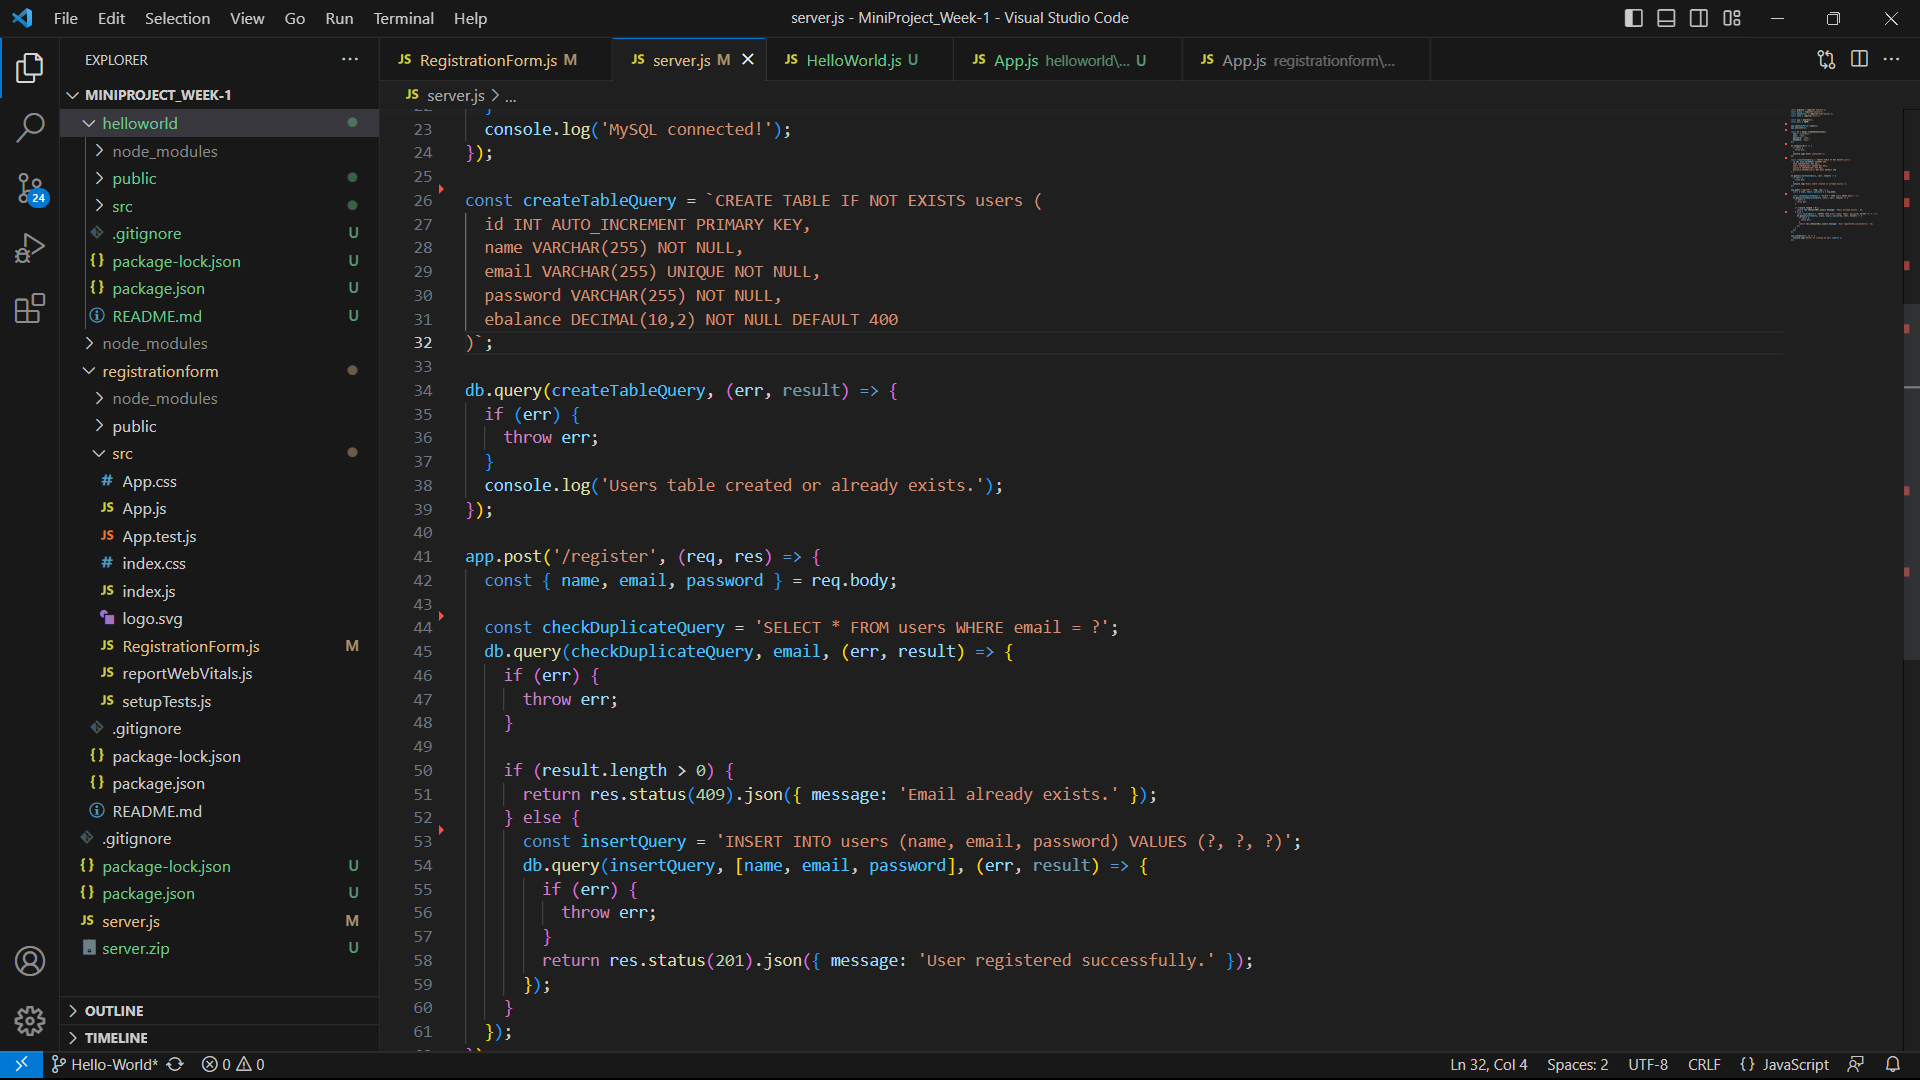 File Edit Selection View Go Run Terminal Help
server.js - MiniProject_Week-1 - Visual Studio Code
EXPLORER
JS RegistrationForm.js M
JS server.js M
JS HelloWorld.js U
JS App.js helloworld\... U
JS App.js registrationform\...
JS server.js > ...
MINIPROJECT_WEEK-1
helloworld
node_modules
public
src
.gitignore U
{} package-lock.json U
{} package.json U
README.md U
node_modules
registrationform
node_modules
public
src
# App.css
JS App.js
JS App.test.js
# index.css
JS index.js
logo.svg
JS RegistrationForm.js M
JS reportWebVitals.js
JS setupTests.js
.gitignore
{} package-lock.json
{} package.json
README.md
.gitignore
{} package-lock.json U
{} package.json U
JS server.js M
server.zip U
OUTLINE
TIMELINE
24
23 console.log('MySQL connected!');
24 });
25
26 const createTableQuery = `CREATE TABLE IF NOT EXISTS users (
27 id INT AUTO_INCREMENT PRIMARY KEY,
28 name VARCHAR(255) NOT NULL,
29 email VARCHAR(255) UNIQUE NOT NULL,
30 password VARCHAR(255) NOT NULL,
31 ebalance DECIMAL(10,2) NOT NULL DEFAULT 400
32 )`;
33
34 db.query(createTableQuery, (err, result) => {
35 if (err) {
36 throw err;
37 }
38 console.log('Users table created or already exists.');
39 });
40
41 app.post('/register', (req, res) => {
42 const { name, email, password } = req.body;
43
44 const checkDuplicateQuery = 'SELECT * FROM users WHERE email = ?';
45 db.query(checkDuplicateQuery, email, (err, result) => {
46 if (err) {
47 throw err;
48 }
49
50 if (result.length > 0) {
51 return res.status(409).json({ message: 'Email already exists.' });
52 } else {
53 const insertQuery = 'INSERT INTO users (name, email, password) VALUES (?, ?, ?)';
54 db.query(insertQuery, [name, email, password], (err, result) => {
55 if (err) {
56 throw err;
57 }
58 return res.status(201).json({ message: 'User registered successfully.' });
59 });
60 }
61 });
Hello-World* 0 0
Ln 32, Col 4 Spaces: 2 UTF-8 CRLF {} JavaScript